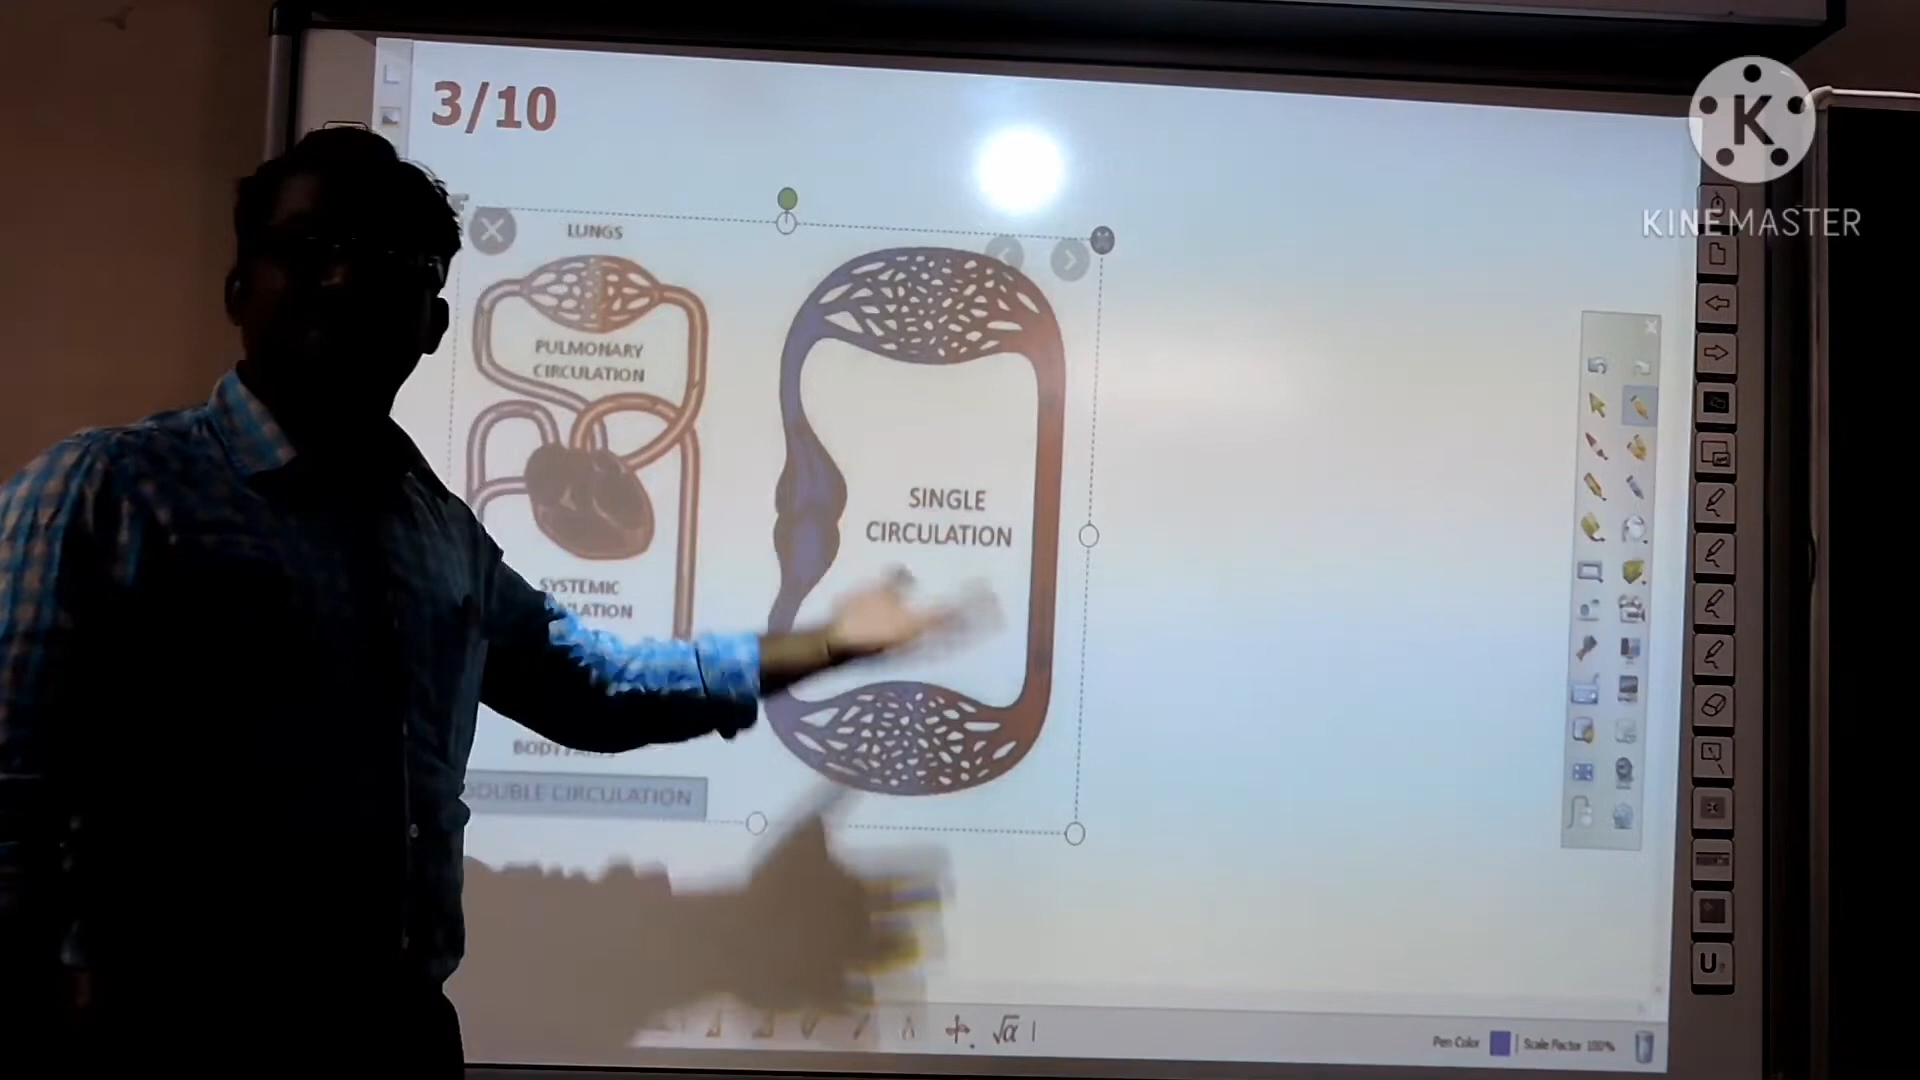 3/10
K
KINEMASTER
LUNGS
PULMONARY
CIRCULATION
SINGLE
CIRCULATION
SYSTEMIC
DOUBLE CIRCULATION
√α
Pen Color
Scale Factor 100%
U